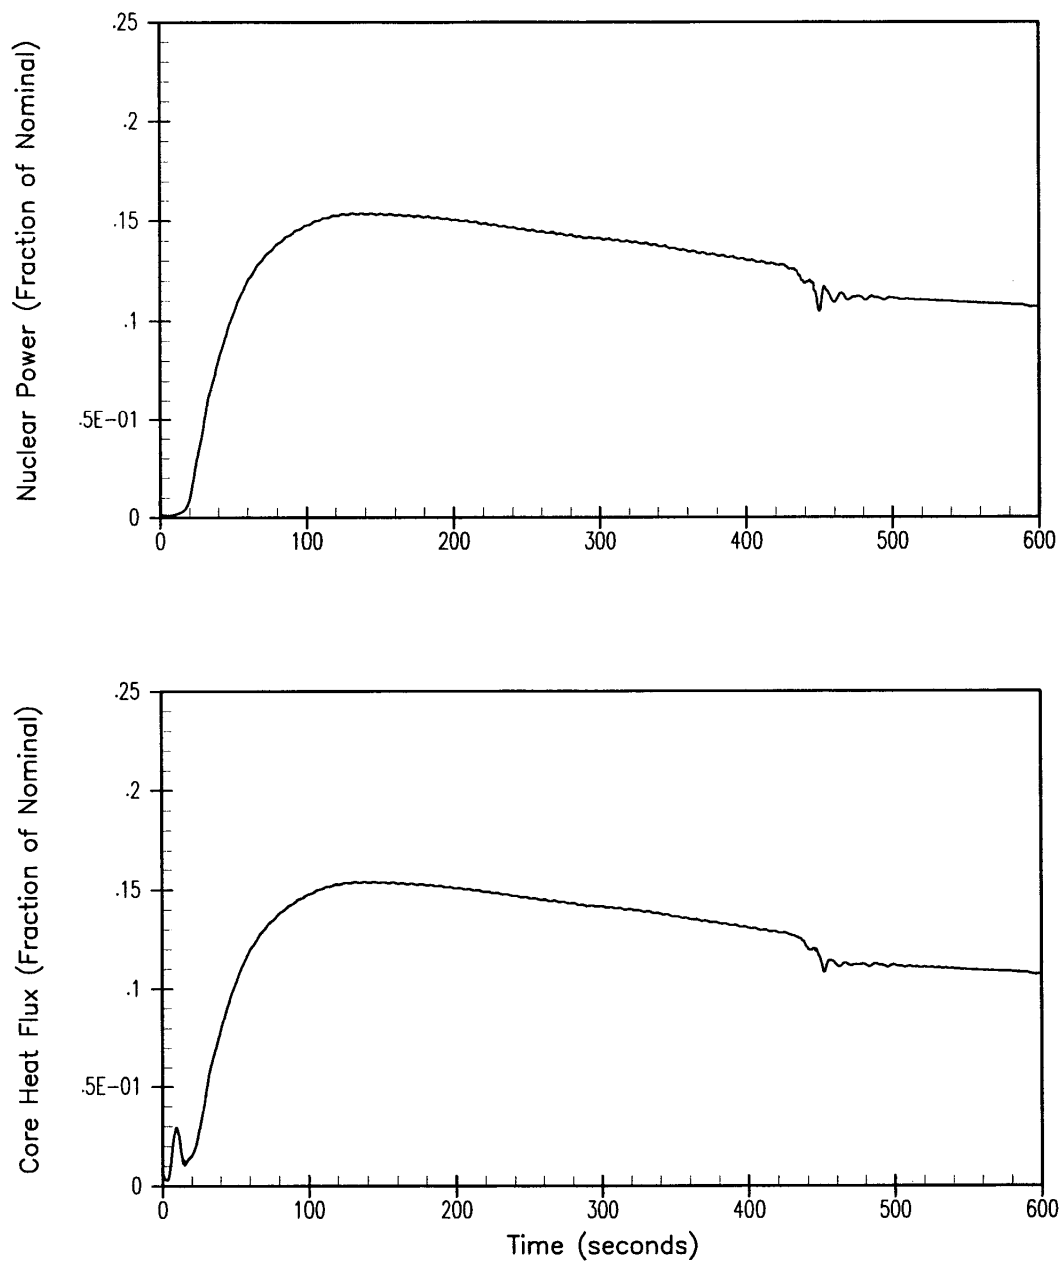 Nuclear Power (Fraction of Nominal)
.25
.2
.15
.1
.5E-01
0
0 100 200 300 400 500 600
Core Heat Flux (Fraction of Nominal)
.25
.2
.15
.1
.5E-01
0
0 100 200 300 400 500 600
Time (seconds)